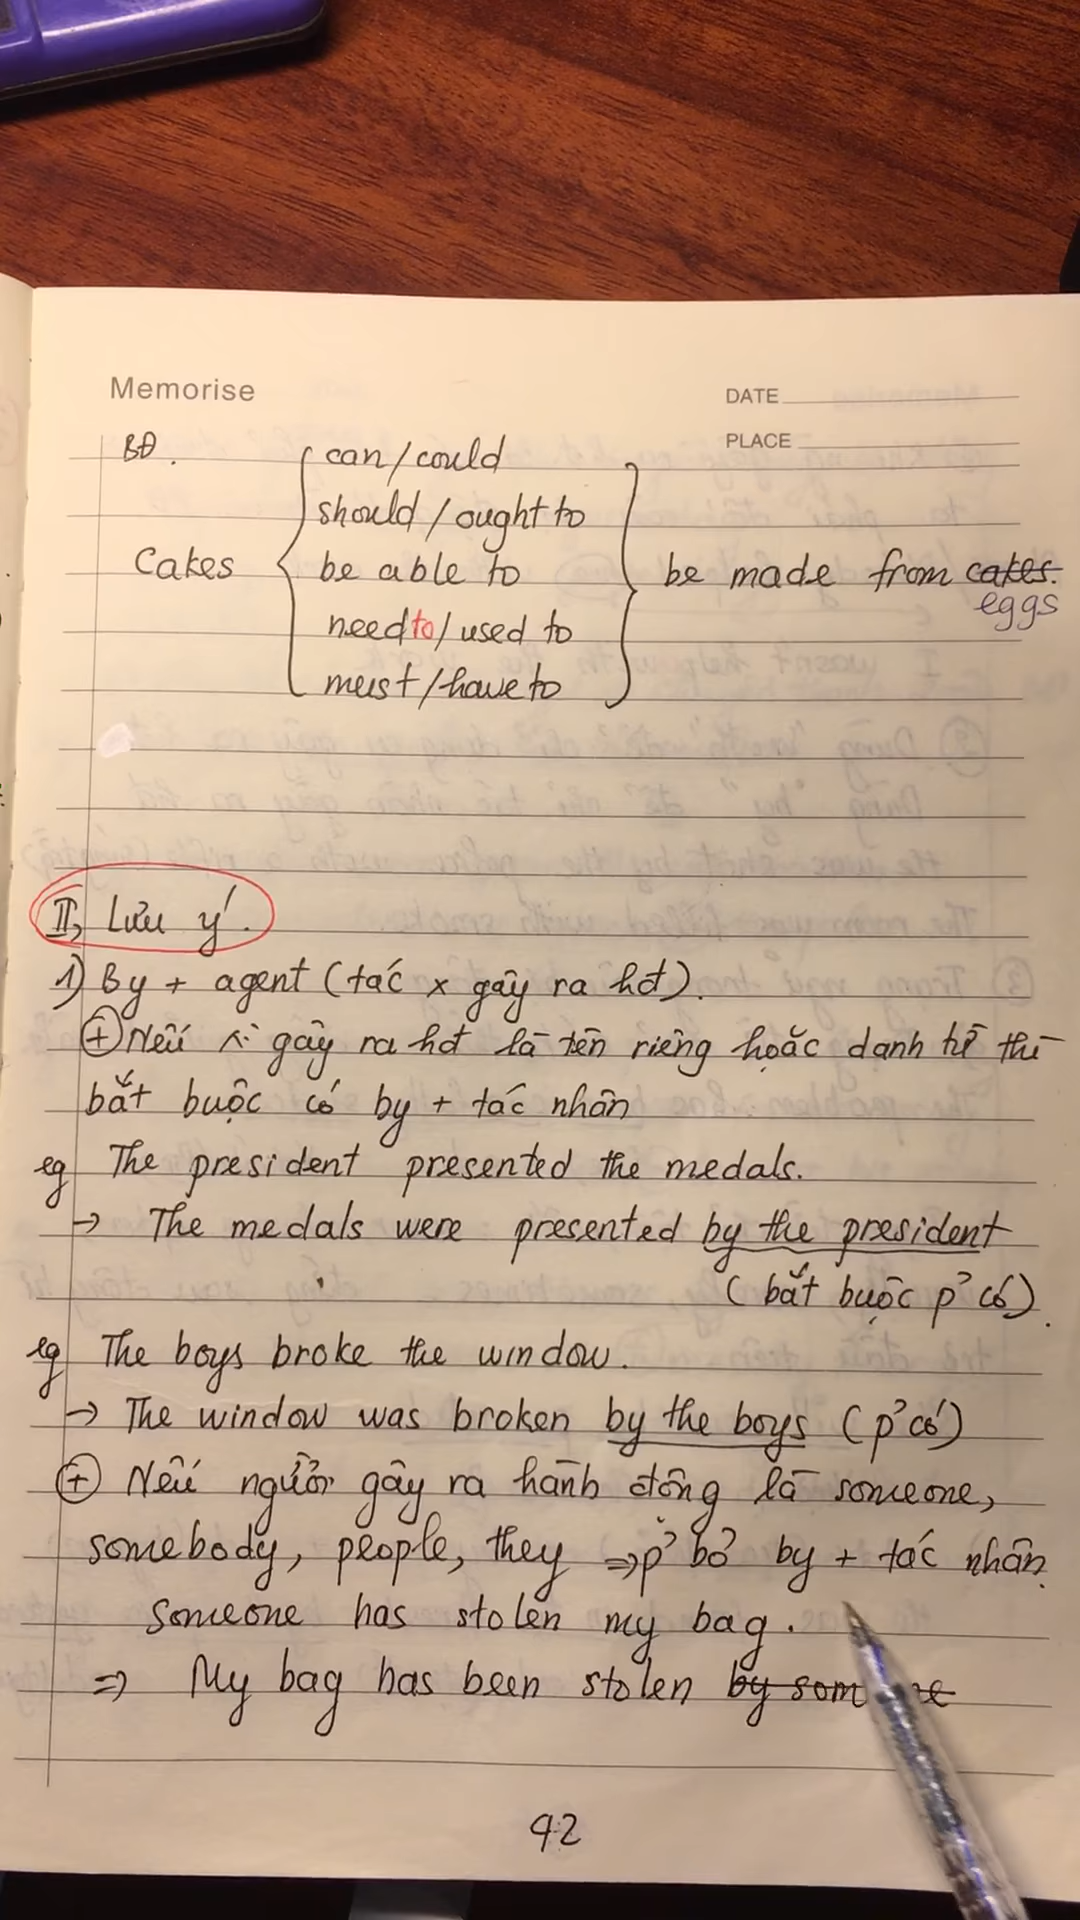 Memorise
DATE
PLACE
BĐ.
can/could
should/ought to
Cakes be able to be made from cakes.
eggs
need to/used to
must/have to
II, Lưu ý.
1) By + agent (tác x gây ra hđ).
+ Nếu gây ra hđ là tên riêng hoặc danh từ thì
bắt buộc có by + tác nhân
eg The president presented the medals.
→ The medals were presented by the president
(bắt buộc p² có).
eg The boys broke the window.
→ The window was broken by the boys (p² có)
+ Nếu người gây ra hành động là someone,
somebody, people, they ⇒ p² bỏ by + tác nhân.
Someone has stolen my bag.
⇒ My bag has been stolen by
42